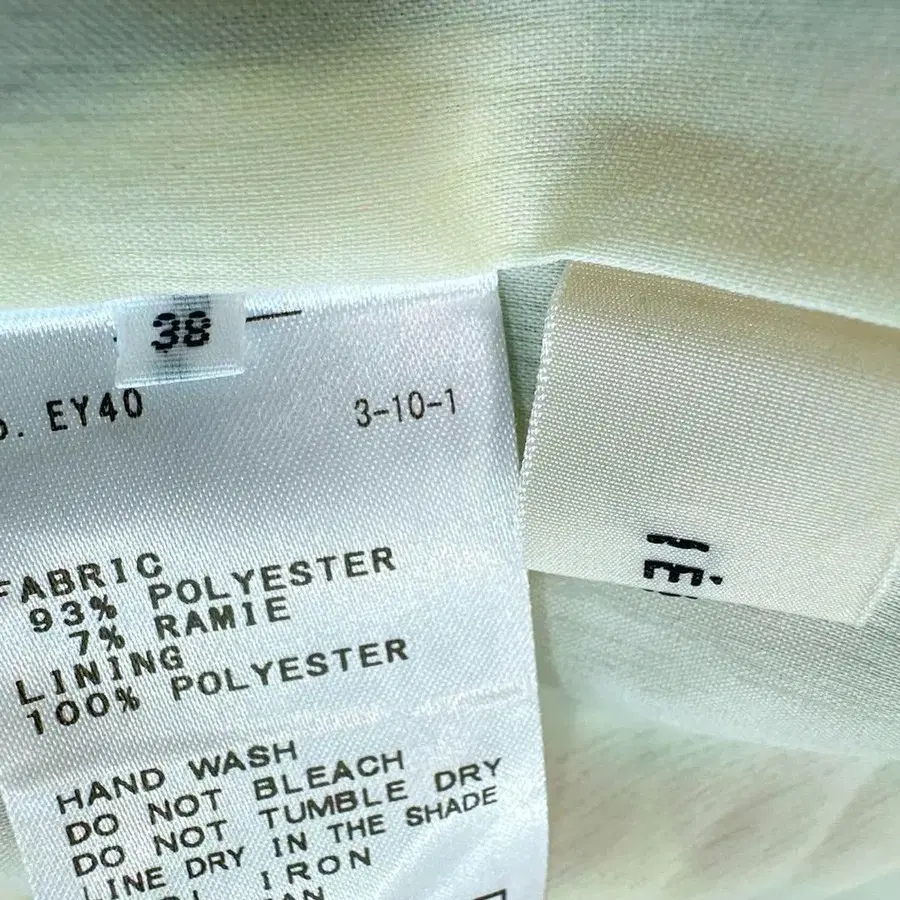 38
. EY40 3-10-1
FABRIC
93% POLYESTER
7% RAMIE
LINING
100% POLYESTER
HAND WASH
DO NOT BLEACH
DO NOT TUMBLE DRY
LINE DRY IN THE SHADE
IRON